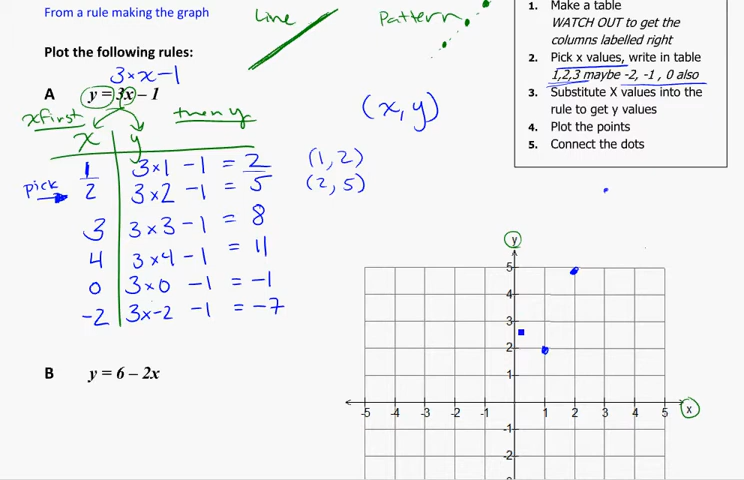 From a rule making the graph
Line
Pattern
Plot the following rules:
3 × x − 1
A y = 3x – 1
x first
then y
x y
(x, y)
1 3×1 −1 = 2 (1, 2)
pick 2 3×2 −1 = 5 (2, 5)
3 3×3 −1 = 8
4 3×4 −1 = 11
0 3×0 −1 = −1
-2 3×-2 −1 = −7
B y = 6 – 2x
1. Make a table
WATCH OUT to get the
columns labelled right
2. Pick x values, write in table
1,2,3 maybe -2, -1 , 0 also
3. Substitute X values into the
rule to get y values
4. Plot the points
5. Connect the dots
y
5
4
3
2
1
-5 -4 -3 -2 -1 1 2 3 4 5 x
-1
-2